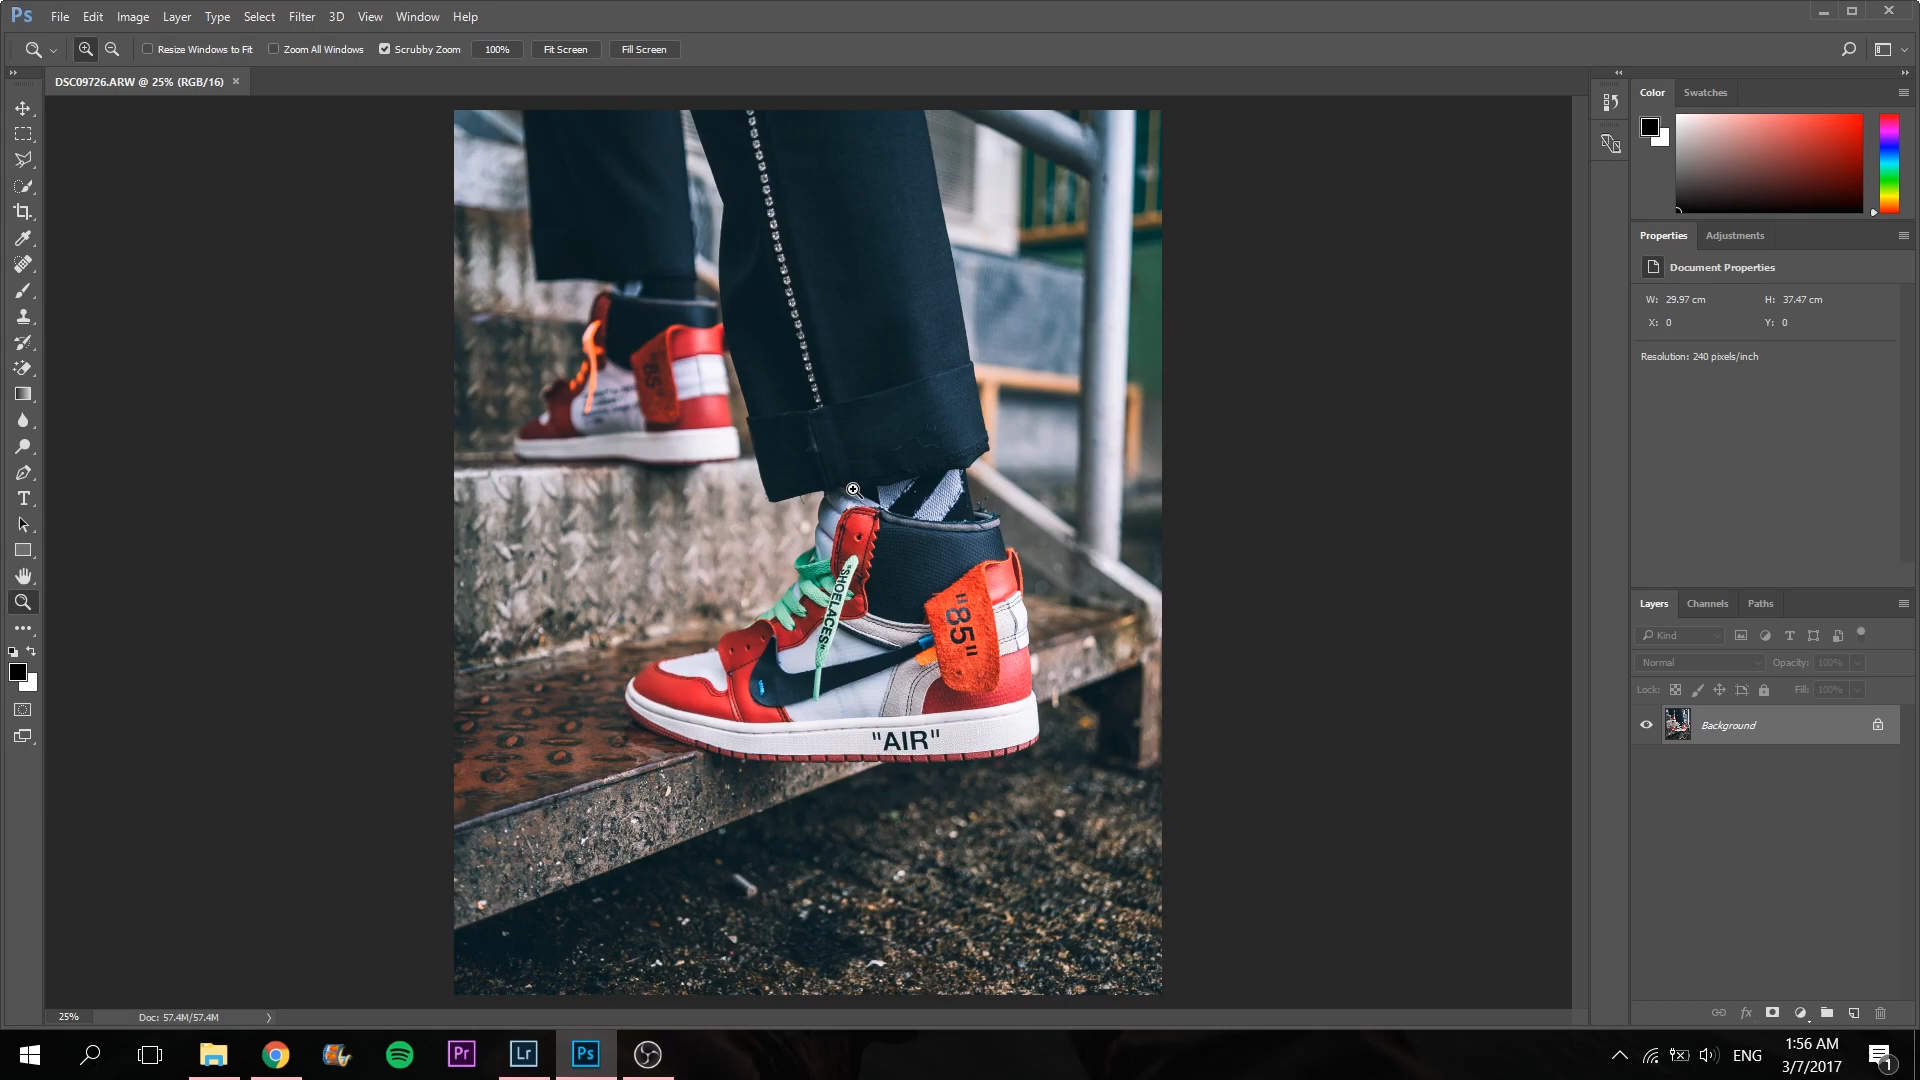 Ps File Edit Image Layer Type Select Filter 3D View Window Help
Resize Windows to Fit Zoom All Windows Scrubby Zoom 100% Fit Screen Fill Screen
DSC09726.ARW @ 25% (RGB/16) ×
Color Swatches
Properties Adjustments
Document Properties
W: 29.97 cm H: 37.47 cm
X: 0 Y: 0
Resolution: 240 pixels/inch
"85"
"SHOELACES"
"85"
"AIR"
Layers Channels Paths
Kind
Normal Opacity: 100%
Lock: Fill: 100%
Background
fx
25% Doc: 57.4M/57.4M
Pr Lr Ps
ENG
1:56 AM
3/7/2017
1